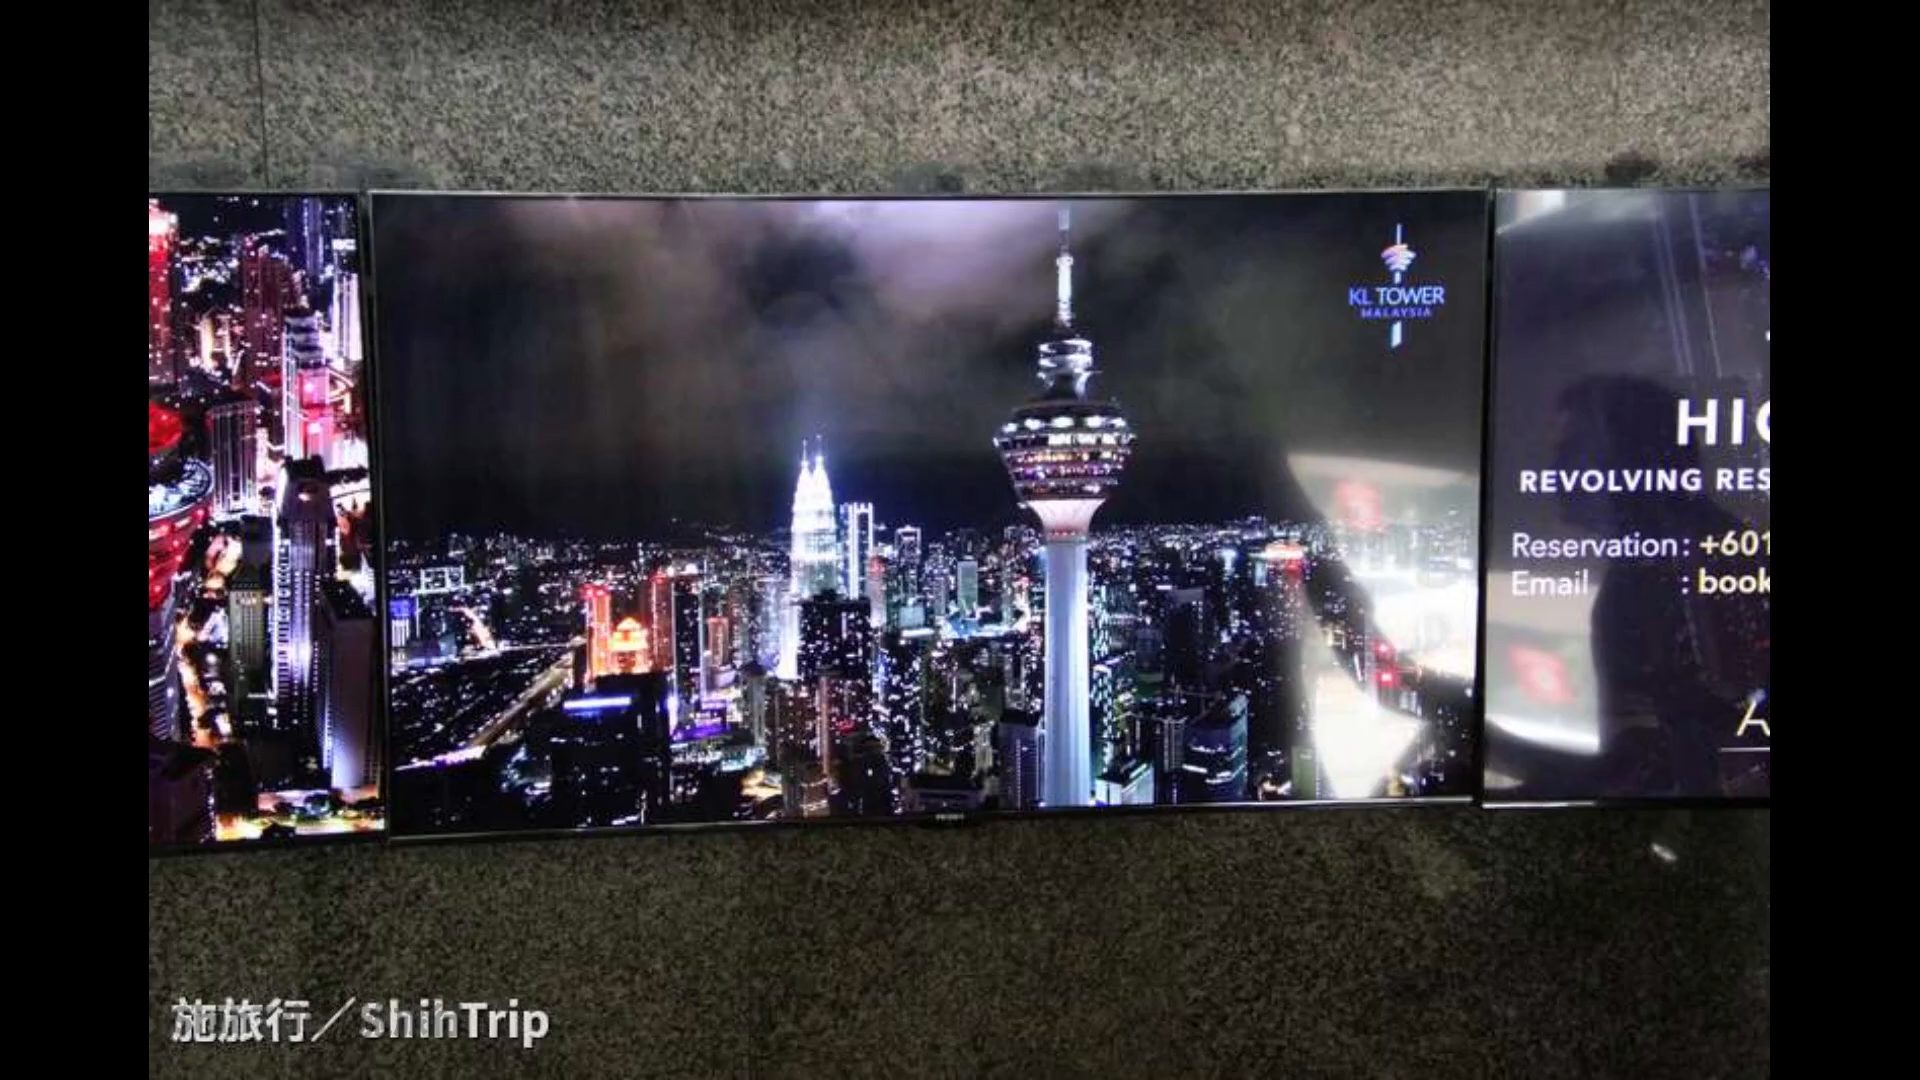 KL TOWER
MALAYSIA
HIG
REVOLVING RES
Reservation : +601
Email : book
A
施旅行／ShihTrip